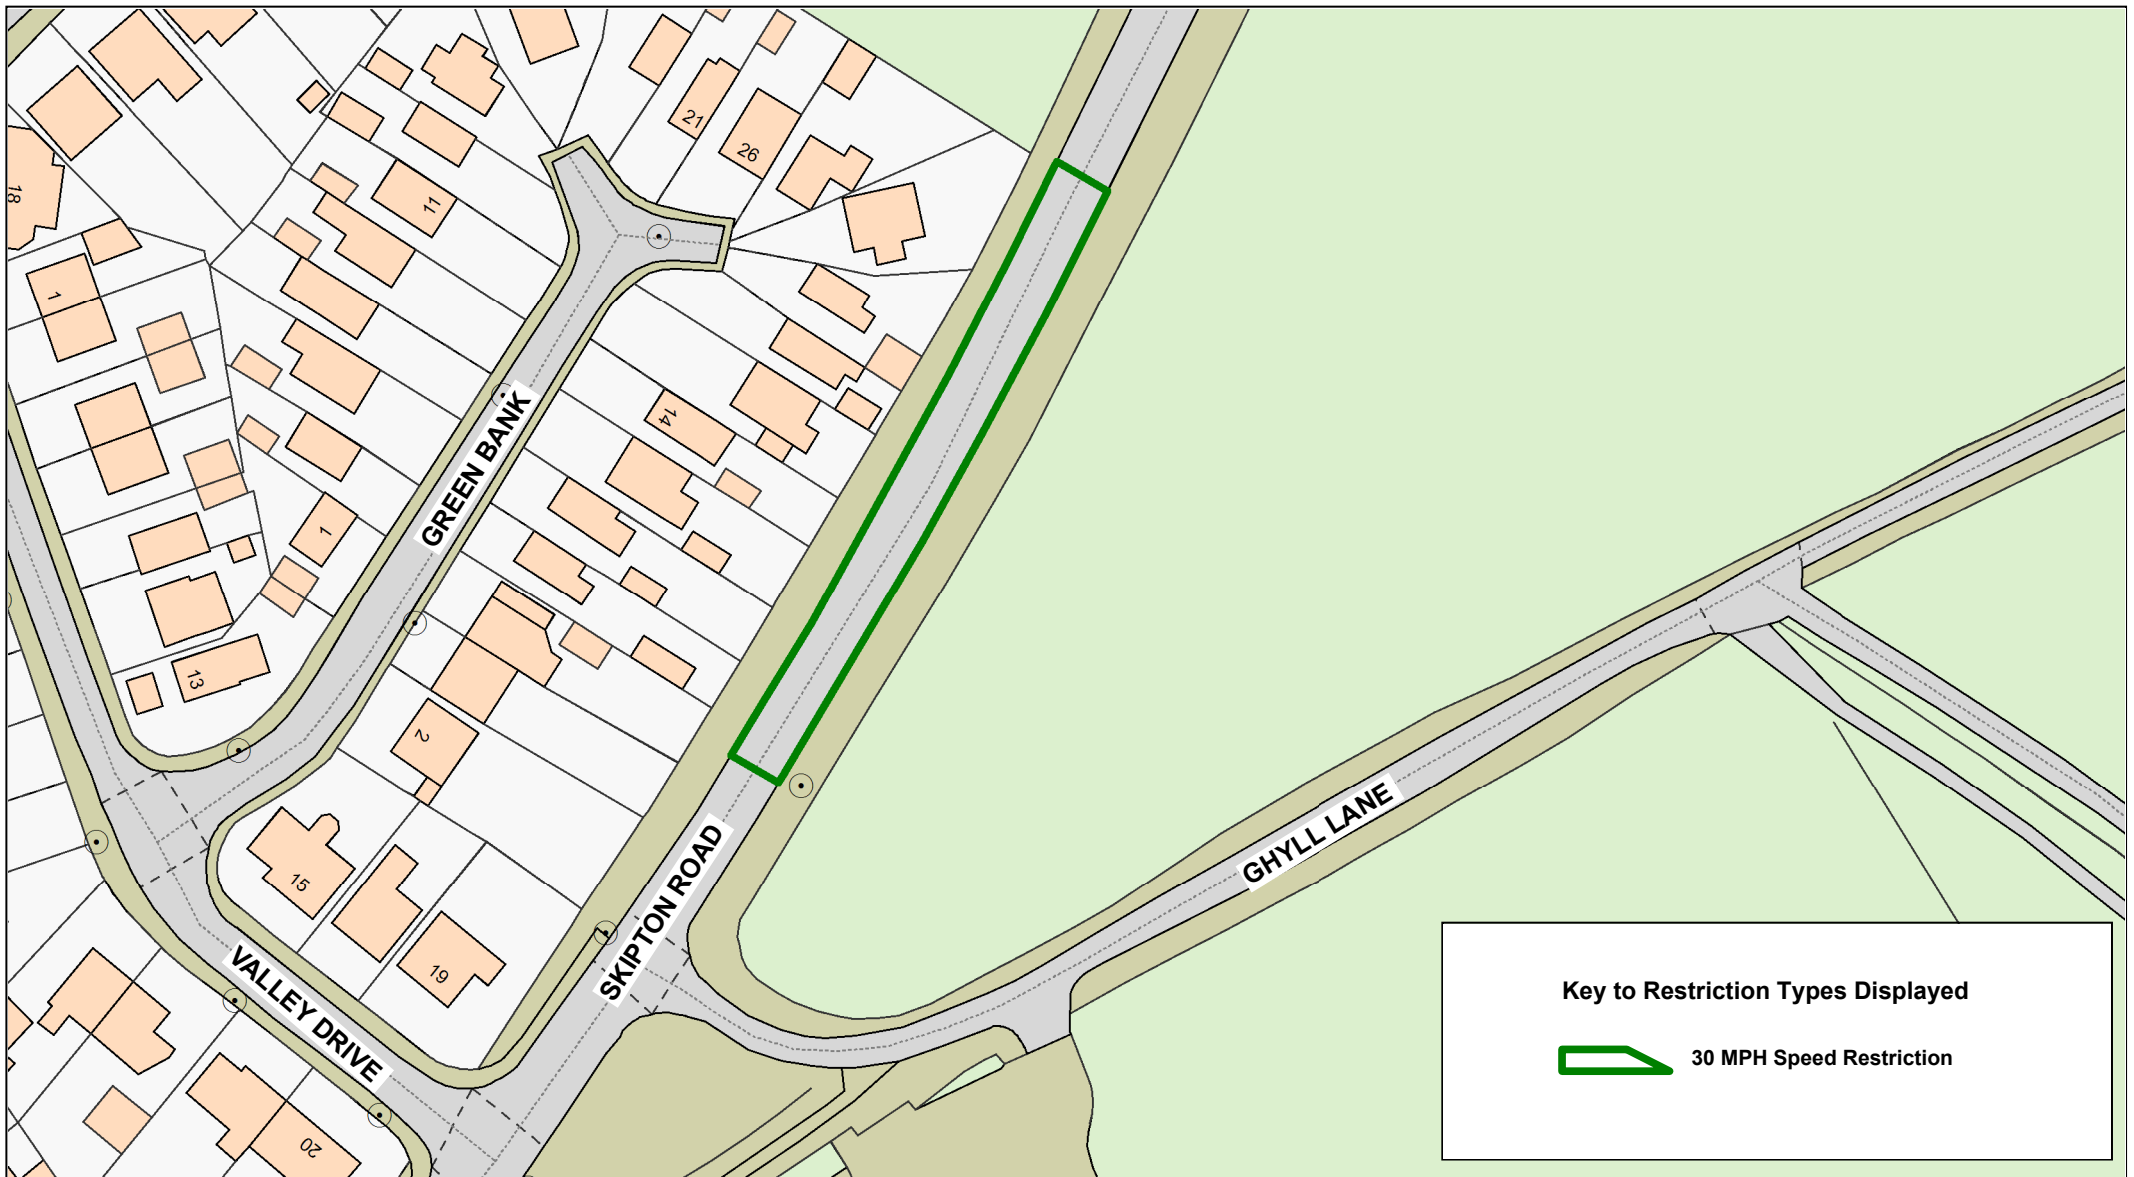 21
26
18
11
1
14
GREEN BANK
1
13
2
15
19
SKIPTON ROAD
GHYLL LANE
VALLEY DRIVE
20
Key to Restriction Types Displayed
30 MPH Speed Restriction